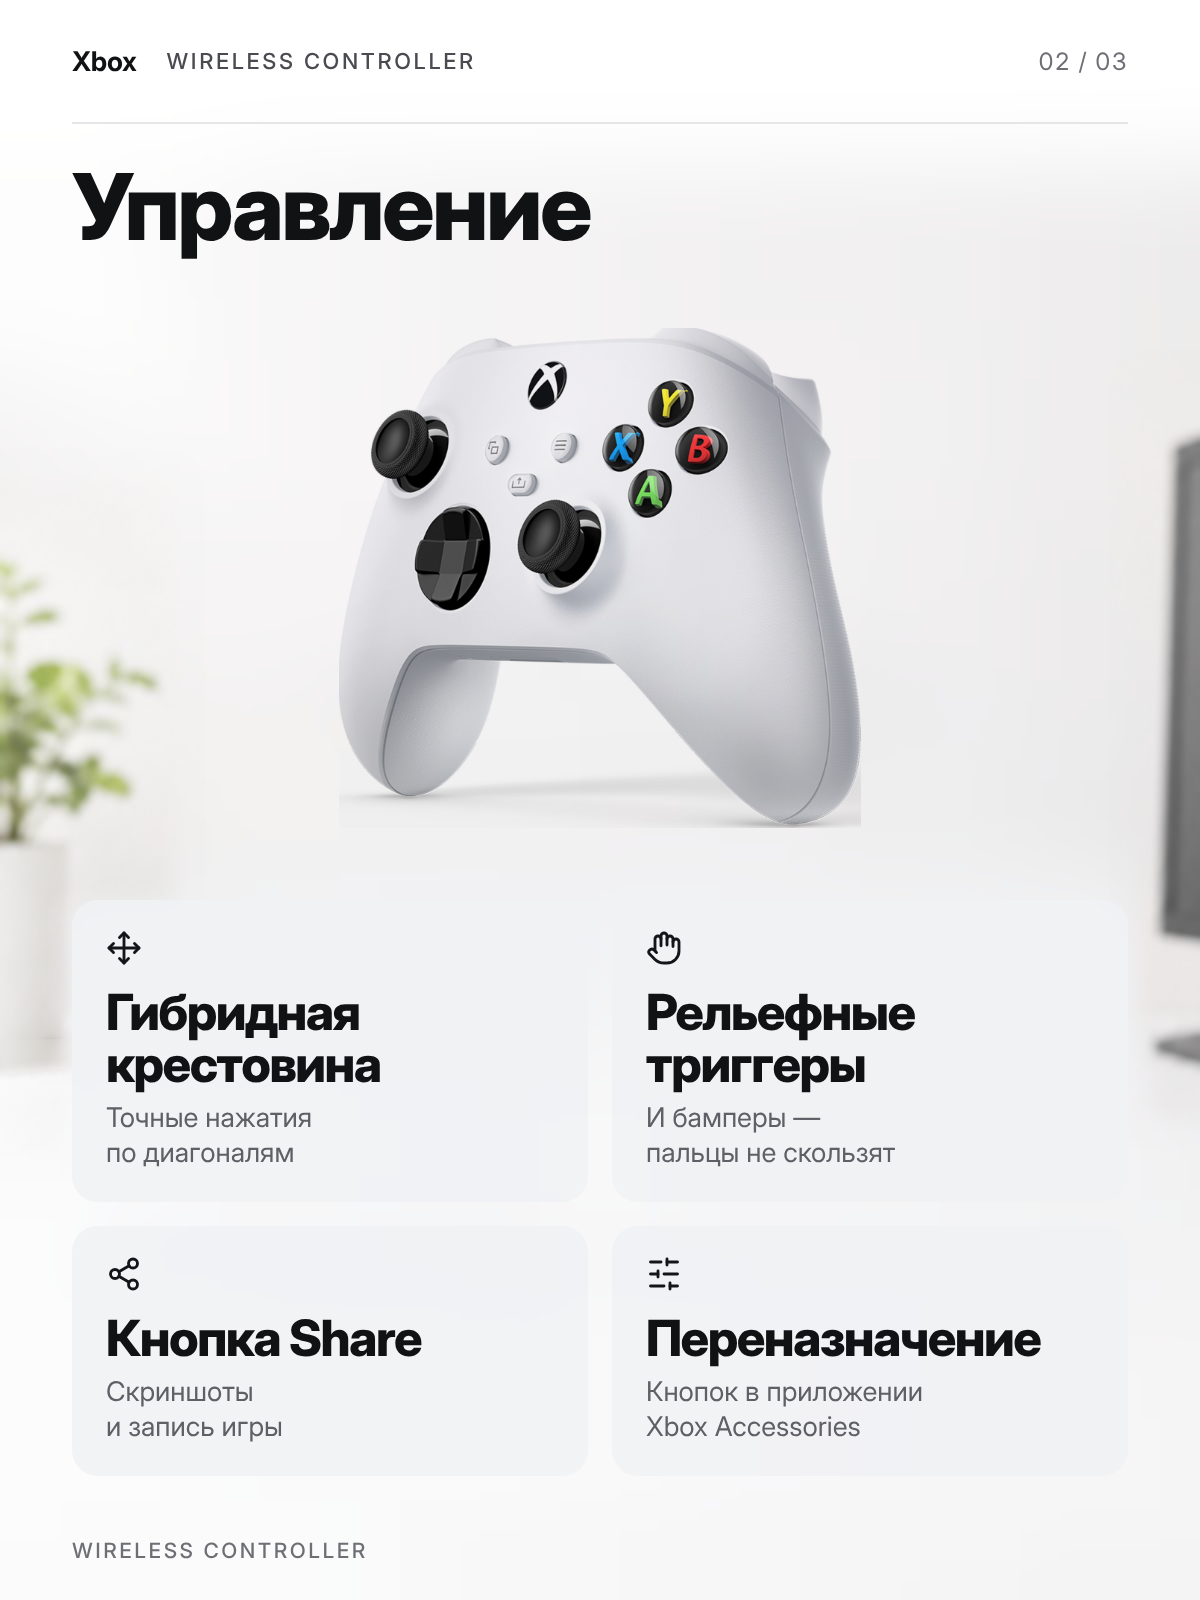 Xbox WIRELESS CONTROLLER 02 / 03
Управление
Y
X
B
A
Гибридная
крестовина
Точные нажатия
по диагоналям
Рельефные
триггеры
И бамперы —
пальцы не скользят
Кнопка Share
Скриншоты
и запись игры
Переназначение
Кнопок в приложении
Xbox Accessories
WIRELESS CONTROLLER